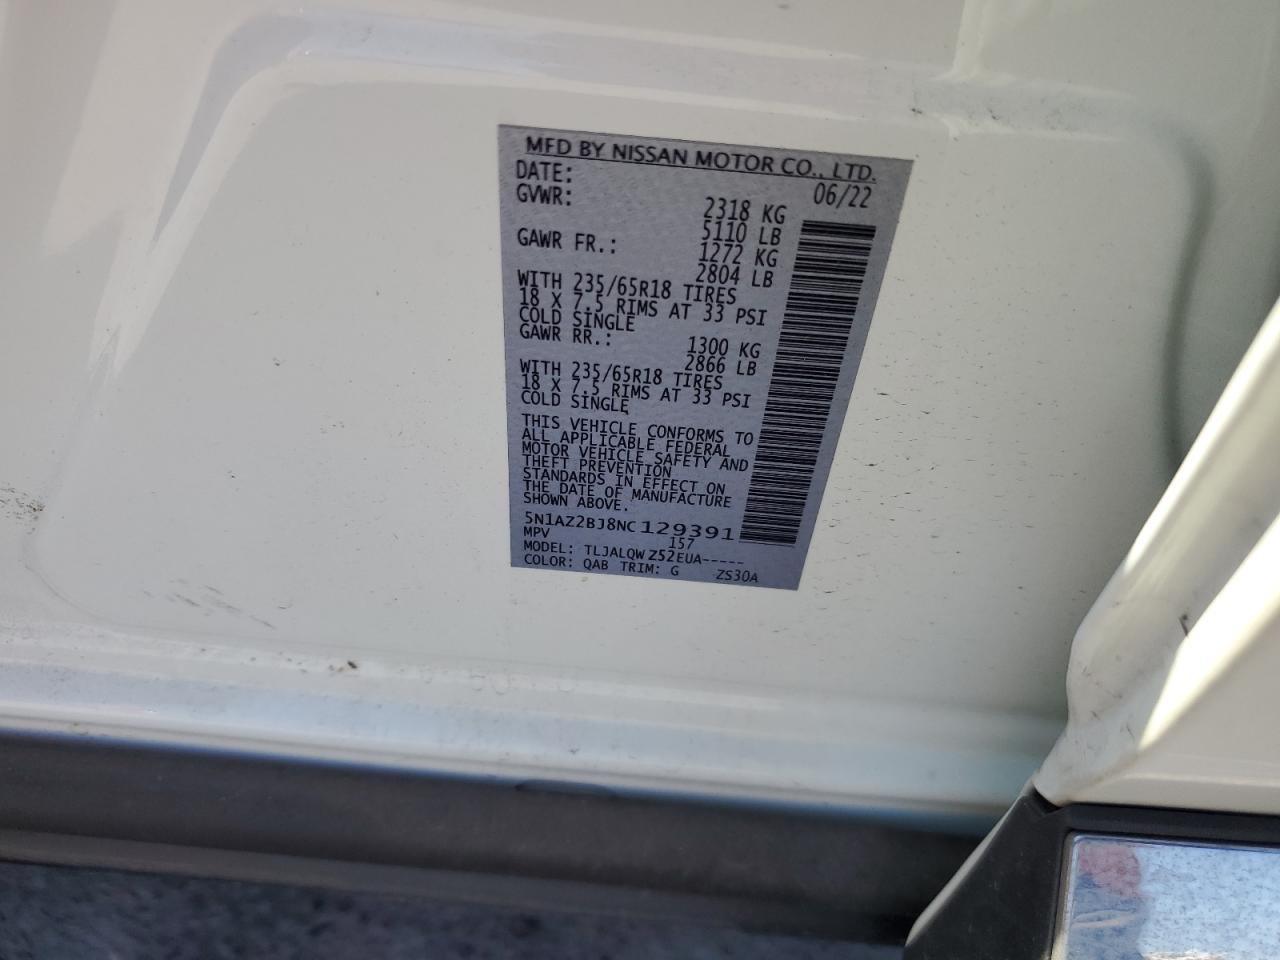 MFD BY NISSAN MOTOR CO., LTD.
DATE: 06/22
GVWR: 2318 KG
5110 LB
GAWR FR.: 1272 KG
2804 LB
WITH 235/65R18 TIRES
18 X 7.5 RIMS AT 33 PSI
COLD SINGLE
GAWR RR.: 1300 KG
2866 LB
WITH 235/65R18 TIRES
18 X 7.5 RIMS AT 33 PSI
COLD SINGLE
THIS VEHICLE CONFORMS TO
ALL APPLICABLE FEDERAL
MOTOR VEHICLE SAFETY AND
THEFT PREVENTION
STANDARDS IN EFFECT ON
THE DATE OF MANUFACTURE
SHOWN ABOVE.
5N1AZ2BJ8NC129391
MPV 157
MODEL: TLJALQW Z52EUA-----
COLOR: QAB TRIM: G ZS30A